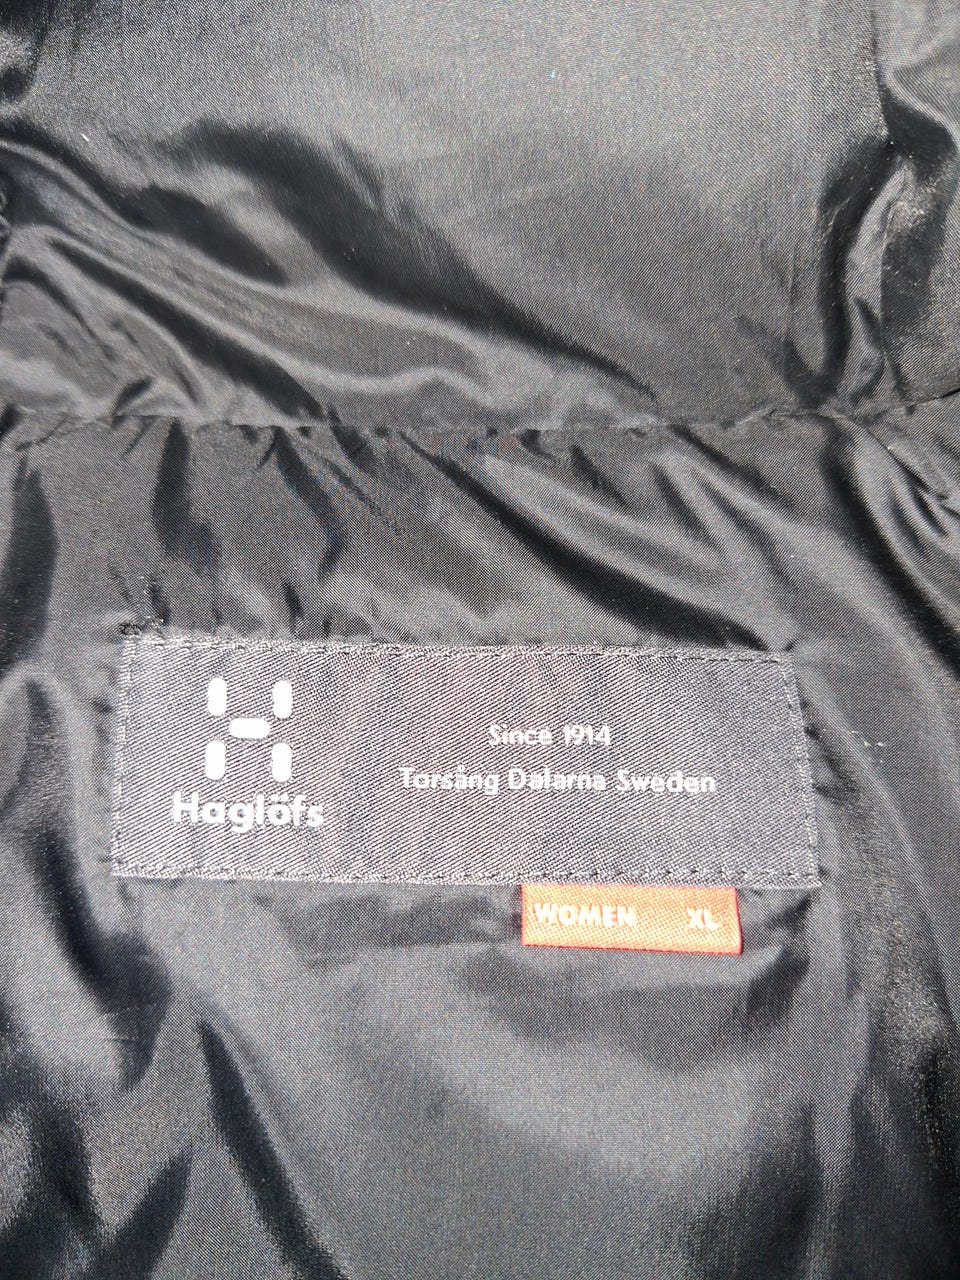 Haglöfs
Since 1914
Torsång Dalarna Sweden
WOMEN XL